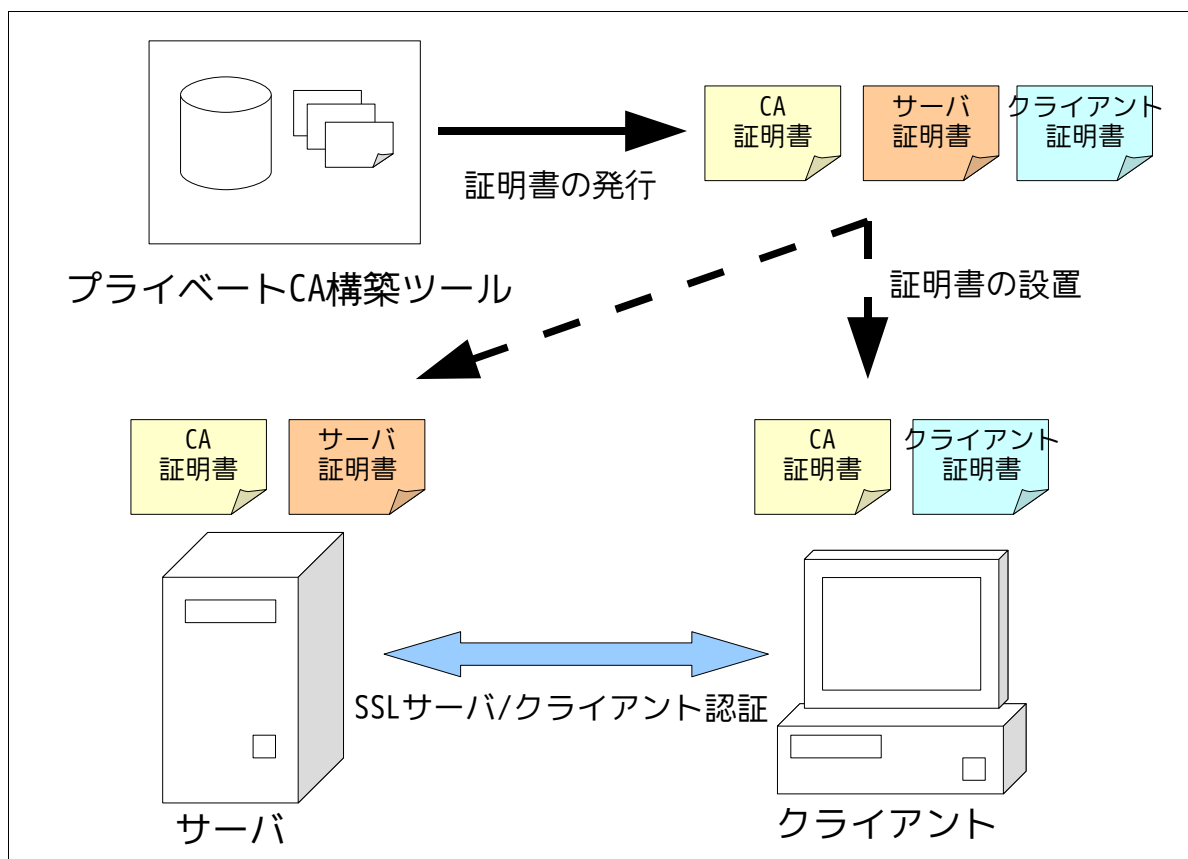 CA
証明書
サーバ
証明書
クライアント
証明書
証明書の発行
プライベートCA構築ツール
証明書の設置
CA
証明書
サーバ
証明書
CA
証明書
クライアント
証明書
SSLサーバ/クライアント認証
サーバ
クライアント